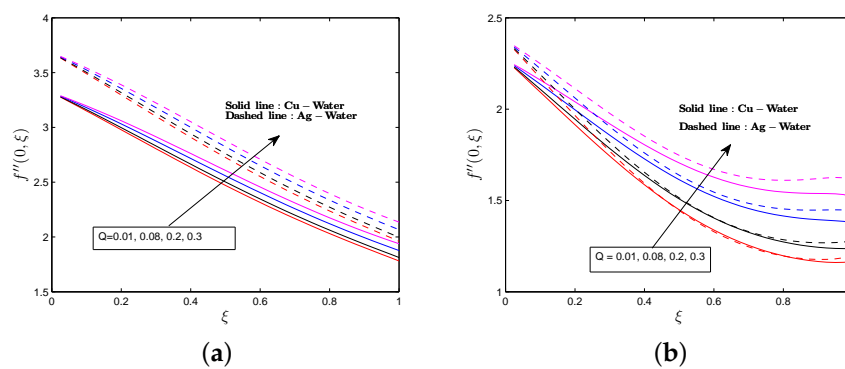 4
3.5
3
2.5
2
1.5
f''(0, ξ)
Solid line : Cu – Water
Dashed line : Ag – Water
Q=0.01, 0.08, 0.2, 0.3
0 0.2 0.4 0.6 0.8 1
ξ
(a)
2.5
2
1.5
1
f''(0, ξ)
Solid line : Cu – Water
Dashed line : Ag – Water
Q = 0.01, 0.08, 0.2, 0.3
0 0.2 0.4 0.6 0.8
ξ
(b)